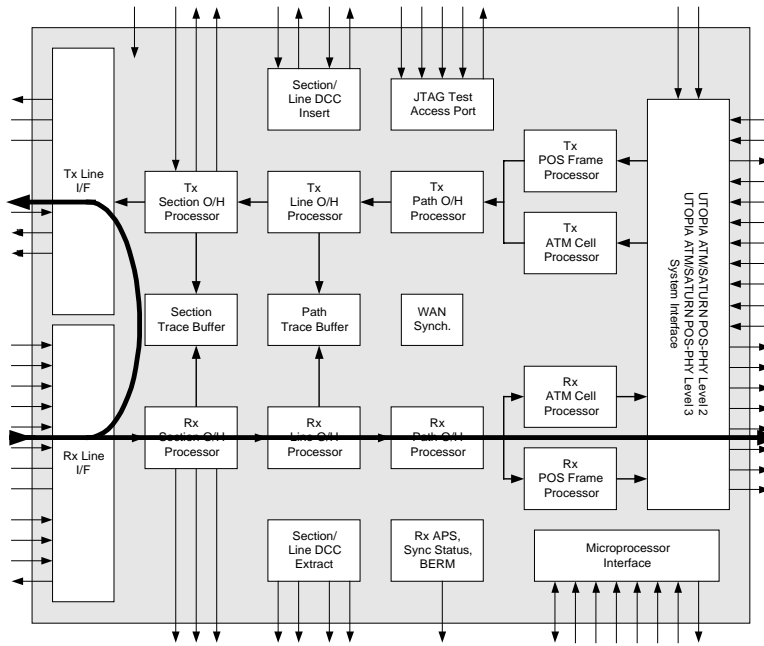 Section/
Line DCC
Insert
JTAG Test
Access Port
Tx
POS Frame
Processor
Tx Line
I/F
Tx
Section O/H
Processor
Tx
Line O/H
Processor
Tx
Path O/H
Processor
Tx
ATM Cell
Processor
UTOPIA ATM/SATURN POS-PHY Level 2
UTOPIA ATM/SATURN POS-PHY Level 3
System Interface
Section
Trace Buffer
Path
Trace Buffer
WAN
Synch.
Rx
ATM Cell
Processor
Rx Line
I/F
Rx
Section O/H
Processor
Rx
Line O/H
Processor
Rx
Path O/H
Processor
Rx
POS Frame
Processor
Section/
Line DCC
Extract
Rx APS,
Sync Status,
BERM
Microprocessor
Interface